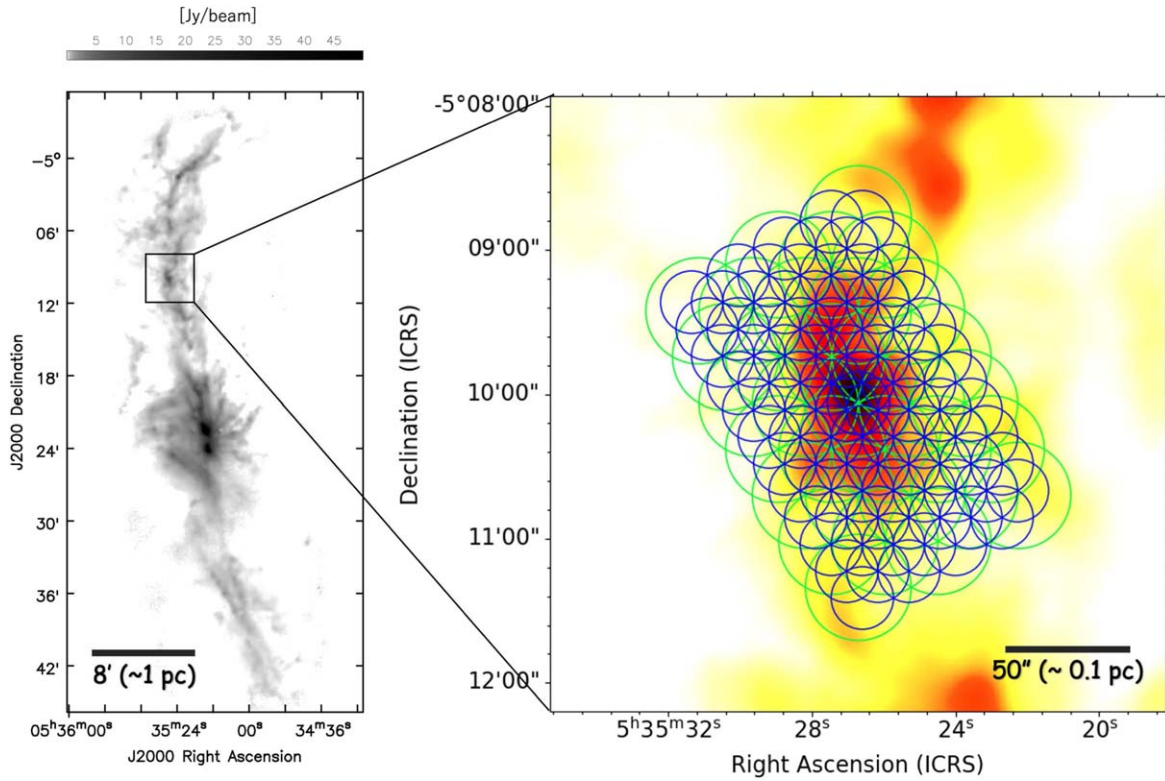 [Jy/beam]
5 10 15 20 25 30 35 40 45
-5°
06'
12'
18'
24'
30'
36'
42'
J2000 Declination
8' (~1 pc)
05ʰ36ᵐ00ˢ 35ᵐ24ˢ 00ˢ 34ᵐ36ˢ
J2000 Right Ascension
-5°08'00"
09'00"
10'00"
11'00"
12'00"
Declination (ICRS)
50" (~ 0.1 pc)
5ʰ35ᵐ32ˢ 28ˢ 24ˢ 20ˢ
Right Ascension (ICRS)